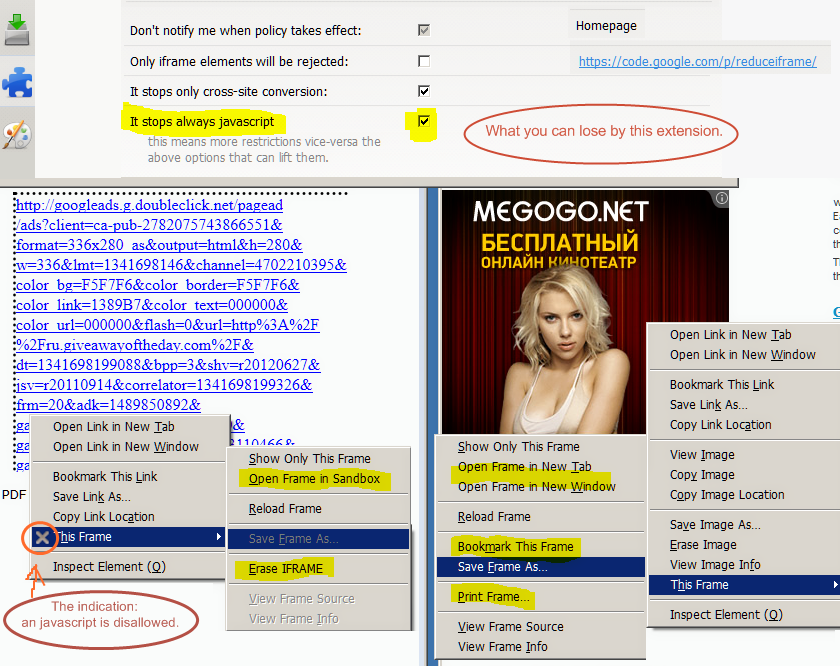 Don't notify me when policy takes effect:
Homepage
Only iframe elements will be rejected:
https://code.google.com/p/reduceiframe/
It stops only cross-site conversion:
It stops always javascript
this means more restrictions vice-versa the
above options that can lift them.
What you can lose by this extension.
http://googleads.g.doubleclick.net/pagead
/ads?client=ca-pub-2782075743866551&
format=336x280_as&output=html&h=280&
w=336&lmt=1341698146&channel=4702210395&
color_bg=F5F7F6&color_border=F5F7F6&
color_link=1389B7&color_text=000000&
color_url=000000&flash=0&url=http%3A%2F
%2Fru.giveawayoftheday.com%2F&
dt=1341698199088&bpp=3&shv=r20120627&
jsv=r20110914&correlator=1341698199326&
frm=20&adk=1489850892&
PDF
Open Link in New Tab
Open Link in New Window
Bookmark This Link
Save Link As...
Copy Link Location
This Frame
Inspect Element (Q)
Show Only This Frame
Open Frame in Sandbox
Reload Frame
Save Frame As...
Erase IFRAME
View Frame Source
View Frame Info
The indication:
an javascript is disallowed.
MEGOGO.NET
БЕСПЛАТНЫЙ
ОНЛАЙН КИНОТЕАТР
Show Only This Frame
Open Frame in New Tab
Open Frame in New Window
Reload Frame
Bookmark This Frame
Save Frame As...
Print Frame...
View Frame Source
View Frame Info
Open Link in New Tab
Open Link in New Window
Bookmark This Link
Save Link As...
Copy Link Location
View Image
Copy Image
Copy Image Location
Save Image As...
Erase Image
View Image Info
This Frame
Inspect Element (Q)